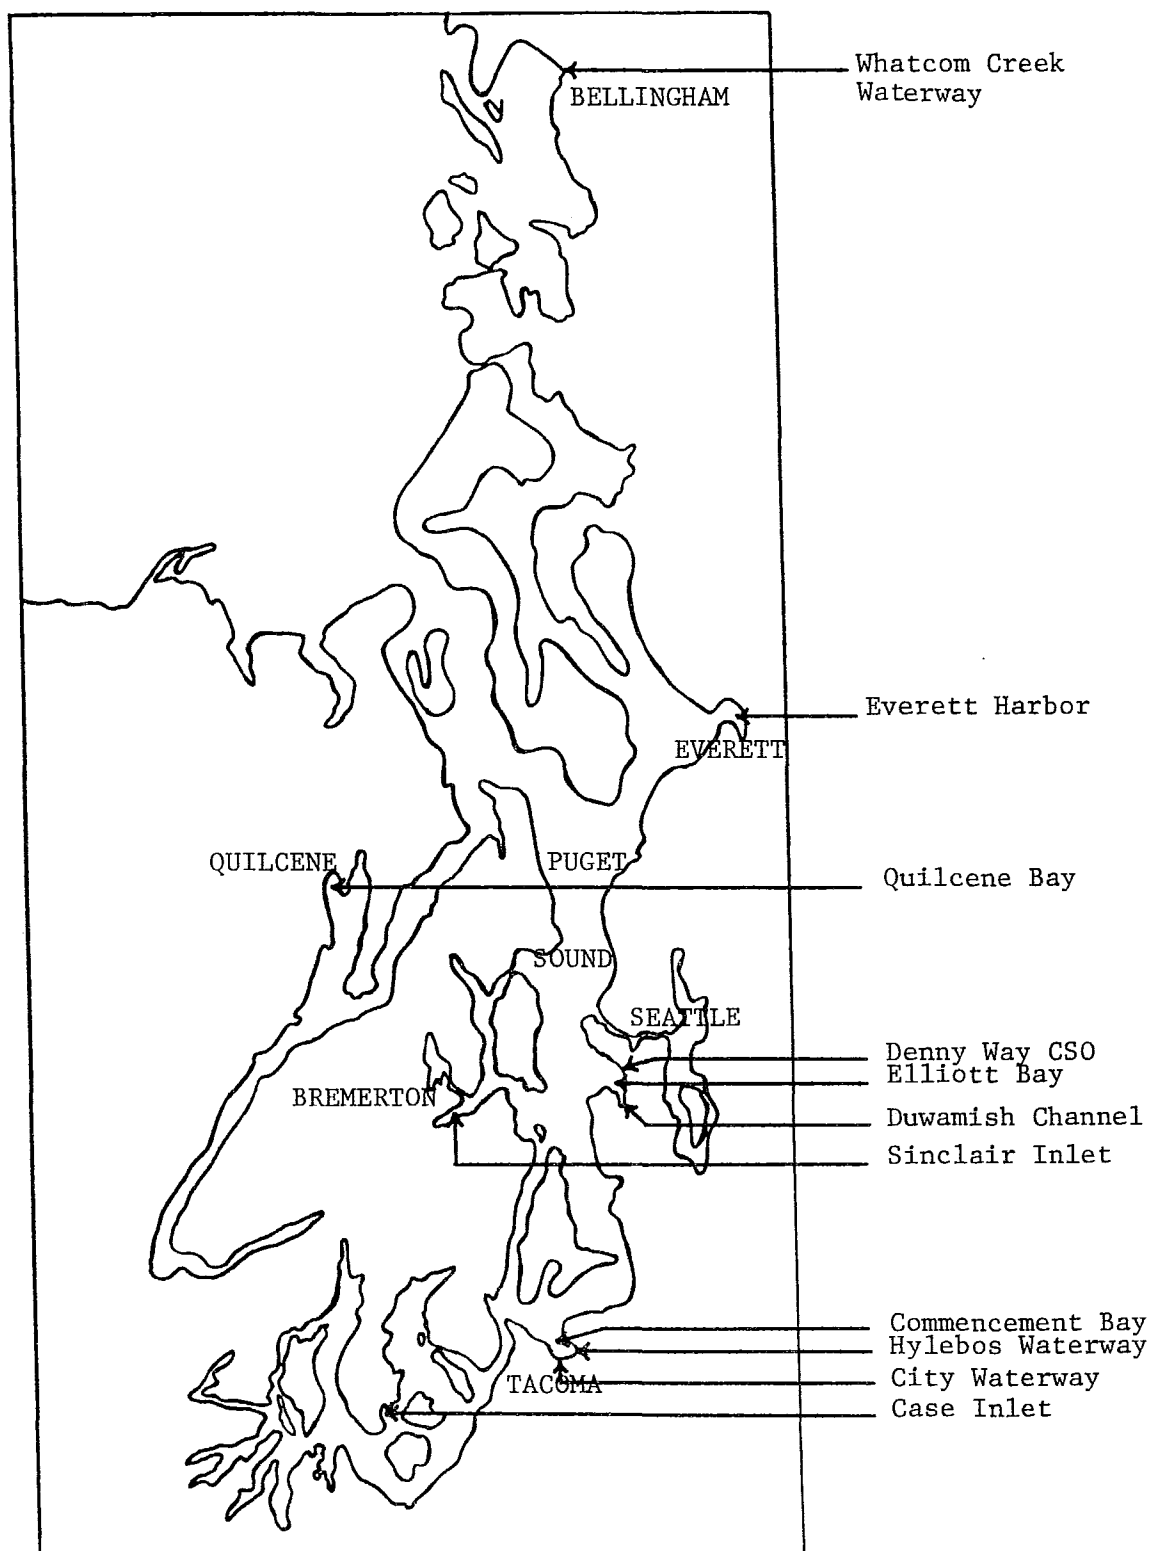 Whatcom Creek
Waterway
BELLINGHAM
Everett Harbor
EVERETT
QUILCENE
PUGET
Quilcene Bay
SOUND
SEATTLE
Denny Way CSO
Elliott Bay
BREMERTON
Duwamish Channel
Sinclair Inlet
Commencement Bay
Hylebos Waterway
TACOMA
City Waterway
Case Inlet